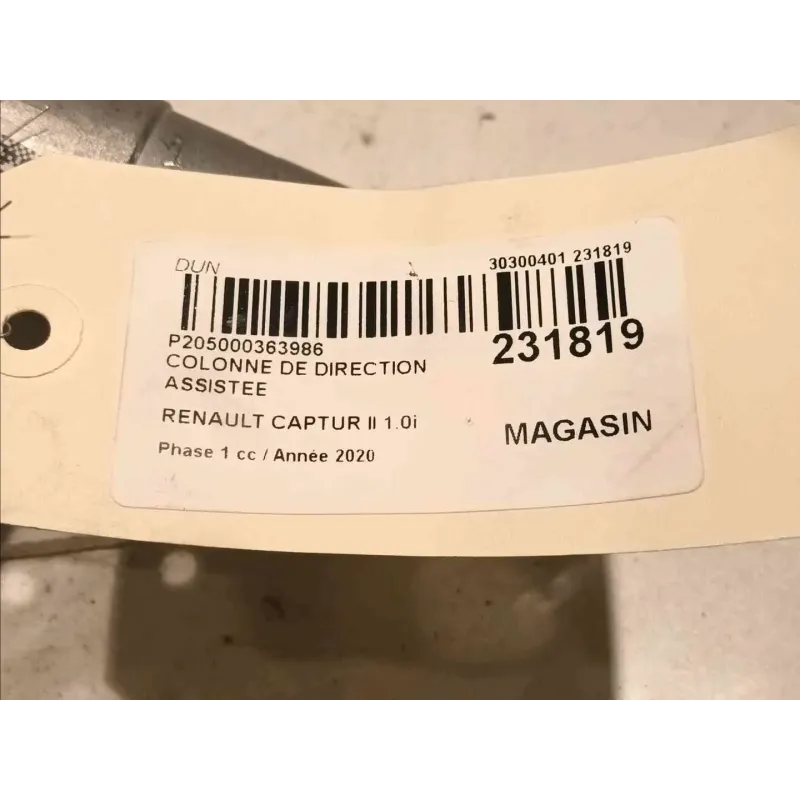 DUN
30300401 231819
P205000363986
231819
COLONNE DE DIRECTION
ASSISTEE
RENAULT CAPTUR II 1.0i
MAGASIN
Phase 1 cc / Année 2020